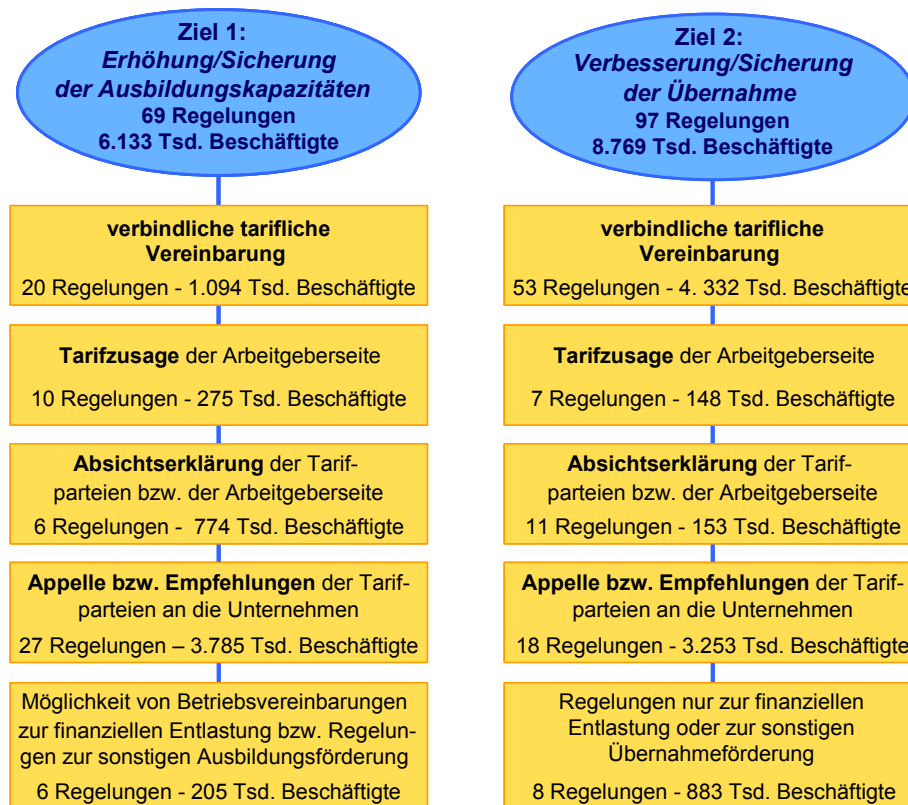 Ziel 1:
Erhöhung/Sicherung
der Ausbildungskapazitäten
69 Regelungen
6.133 Tsd. Beschäftigte
verbindliche tarifliche
Vereinbarung
20 Regelungen - 1.094 Tsd. Beschäftigte
Tarifzusage der Arbeitgeberseite
10 Regelungen - 275 Tsd. Beschäftigte
Absichtserklärung der Tarif-
parteien bzw. der Arbeitgeberseite
6 Regelungen - 774 Tsd. Beschäftigte
Appelle bzw. Empfehlungen der Tarif-
parteien an die Unternehmen
27 Regelungen – 3.785 Tsd. Beschäftigte
Möglichkeit von Betriebsvereinbarungen
zur finanziellen Entlastung bzw. Regelun-
gen zur sonstigen Ausbildungsförderung
6 Regelungen - 205 Tsd. Beschäftigte
Ziel 2:
Verbesserung/Sicherung
der Übernahme
97 Regelungen
8.769 Tsd. Beschäftigte
verbindliche tarifliche
Vereinbarung
53 Regelungen - 4. 332 Tsd. Beschäftigte
Tarifzusage der Arbeitgeberseite
7 Regelungen - 148 Tsd. Beschäftigte
Absichtserklärung der Tarif-
parteien bzw. der Arbeitgeberseite
11 Regelungen - 153 Tsd. Beschäftigte
Appelle bzw. Empfehlungen der Tarif-
parteien an die Unternehmen
18 Regelungen - 3.253 Tsd. Beschäftigte
Regelungen nur zur finanziellen
Entlastung oder zur sonstigen
Übernahmeförderung
8 Regelungen - 883 Tsd. Beschäftigte